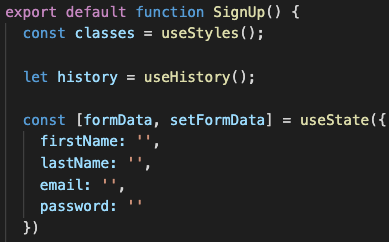 export default function SignUp() {
const classes = useStyles();
let history = useHistory();
const [formData, setFormData] = useState({
firstName: '',
lastName: '',
email: '',
password: ''
})